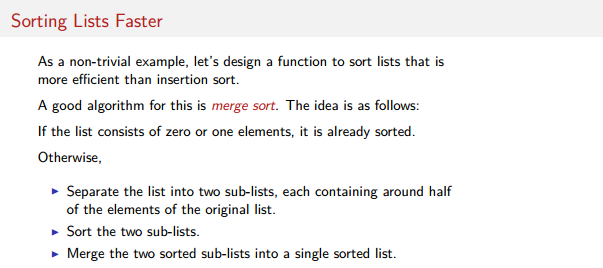 Sorting Lists Faster
As a non-trivial example, let's design a function to sort lists that is
more efficient than insertion sort.
A good algorithm for this is merge sort. The idea is as follows:
If the list consists of zero or one elements, it is already sorted.
Otherwise,
▶ Separate the list into two sub-lists, each containing around half
of the elements of the original list.
▶ Sort the two sub-lists.
▶ Merge the two sorted sub-lists into a single sorted list.